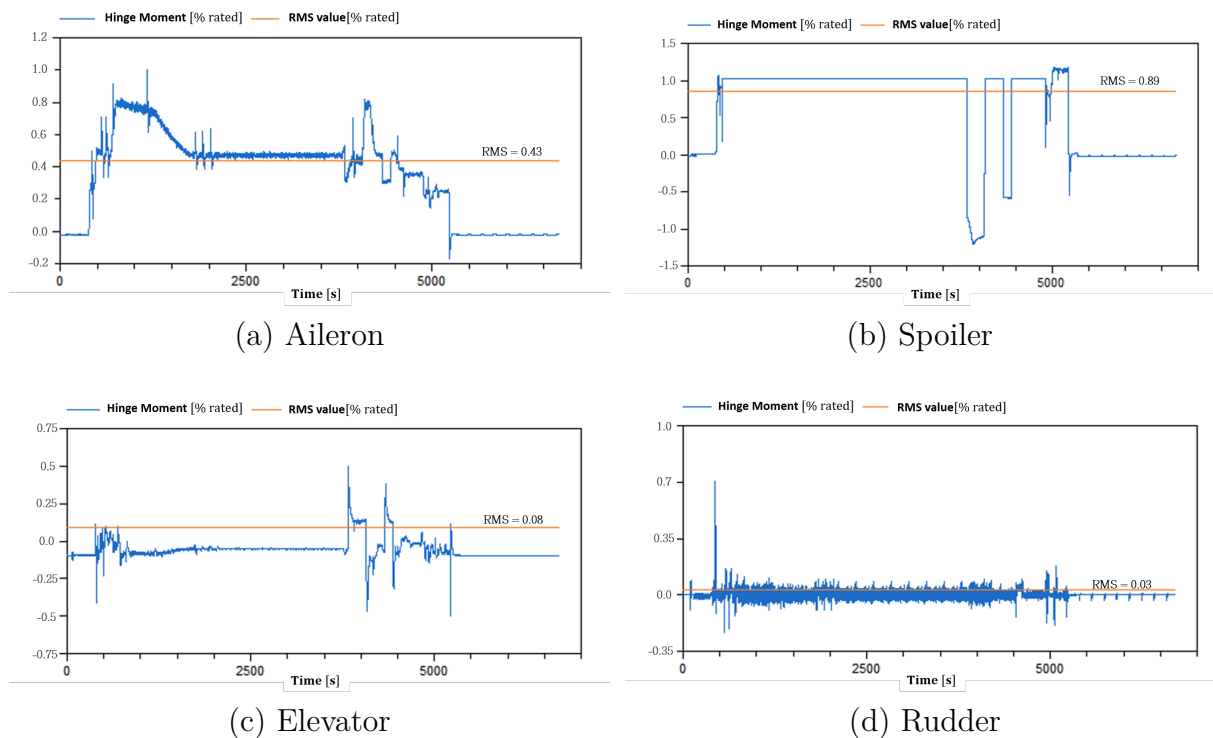 Hinge Moment [% rated] RMS value[% rated]
1.2
1.0
0.8
0.6
0.4
0.2
0.0
-0.2
RMS = 0.43
0 2500 5000
Time [s]
(a) Aileron
Hinge Moment [% rated] RMS value[% rated]
1.5
1.0
0.5
0.0
-0.5
-1.0
-1.5
RMS = 0.89
0 2500 5000
Time [s]
(b) Spoiler
Hinge Moment [% rated] RMS value[% rated]
0.75
0.5
0.25
0.0
-0.25
-0.5
-0.75
RMS = 0.08
0 2500 5000
Time [s]
(c) Elevator
Hinge Moment [% rated] RMS value[% rated]
1.0
0.7
0.35
0.0
-0.35
RMS = 0.03
0 2500 5000
Time [s]
(d) Rudder